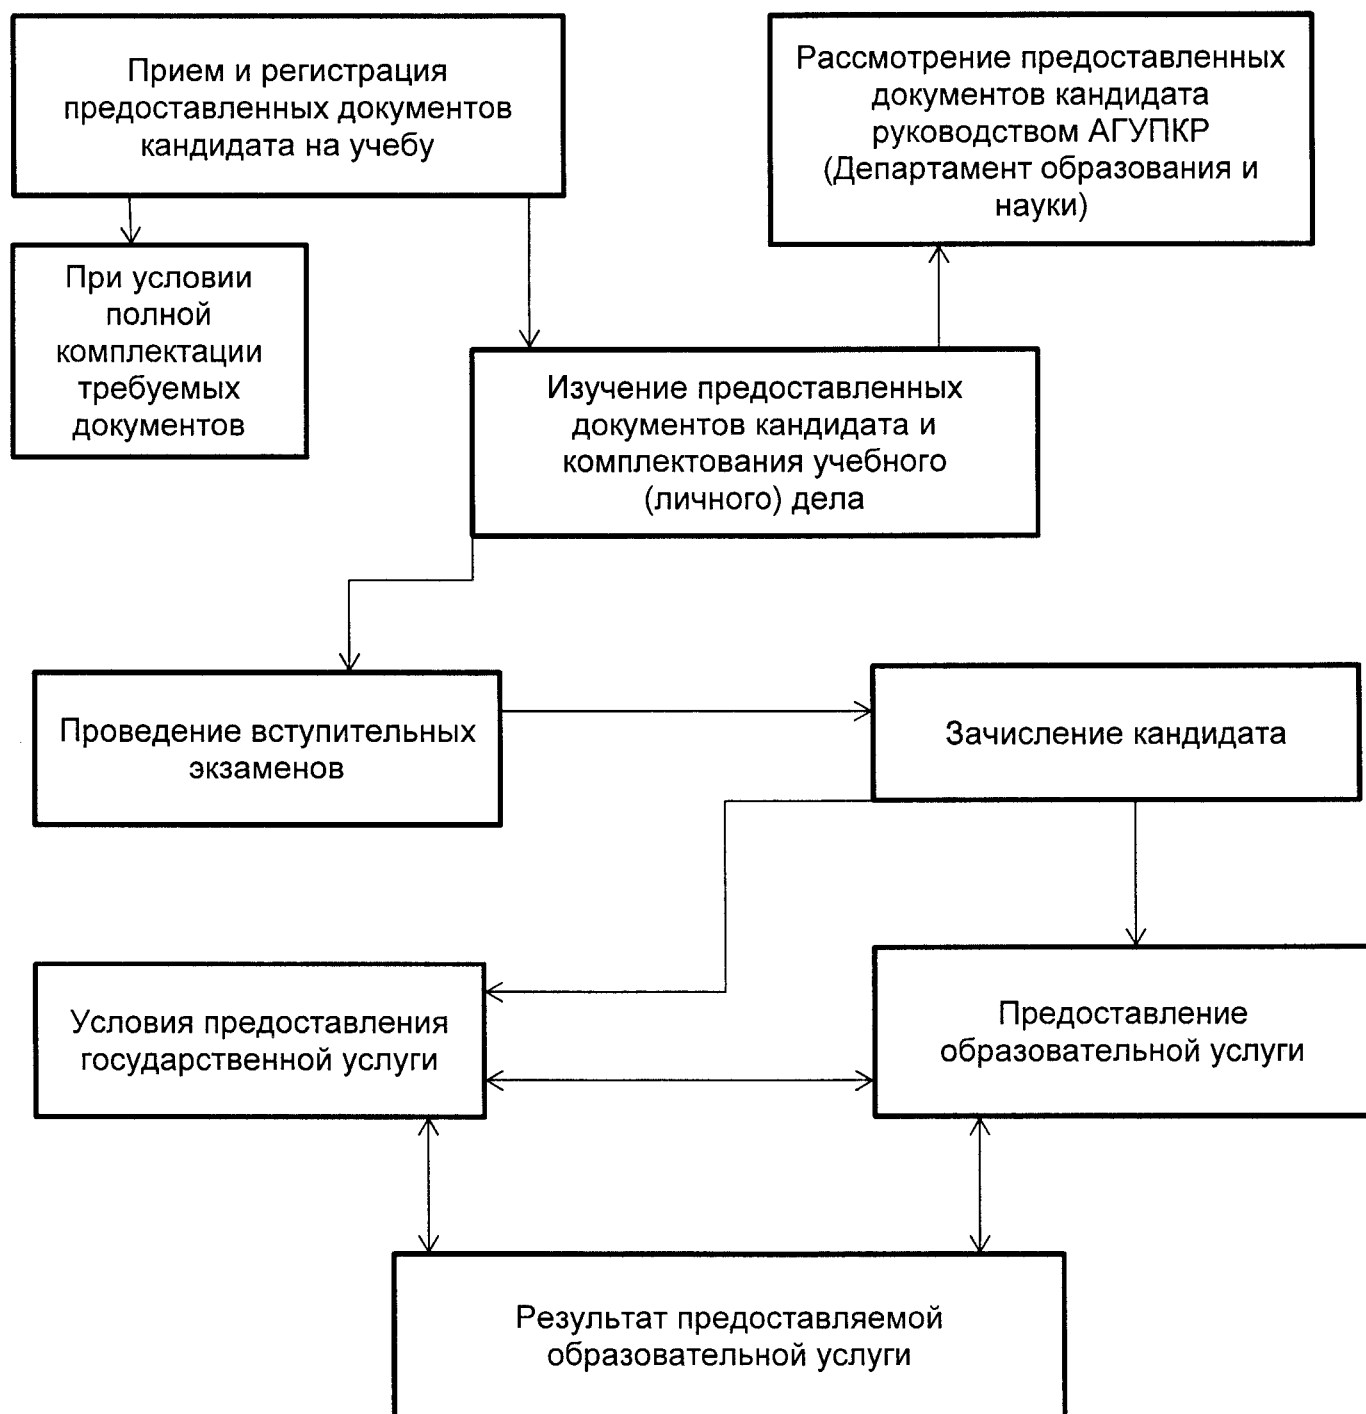 Прием и регистрация
предоставленных документов
кандидата на учебу
Рассмотрение предоставленных
документов кандидата
руководством АГУПКР
(Департамент образования и
науки)
При условии
полной
комплектации
требуемых
документов
Изучение предоставленных
документов кандидата и
комплектования учебного
(личного) дела
Проведение вступительных
экзаменов
Зачисление кандидата
Условия предоставления
государственной услуги
Предоставление
образовательной услуги
Результат предоставляемой
образовательной услуги